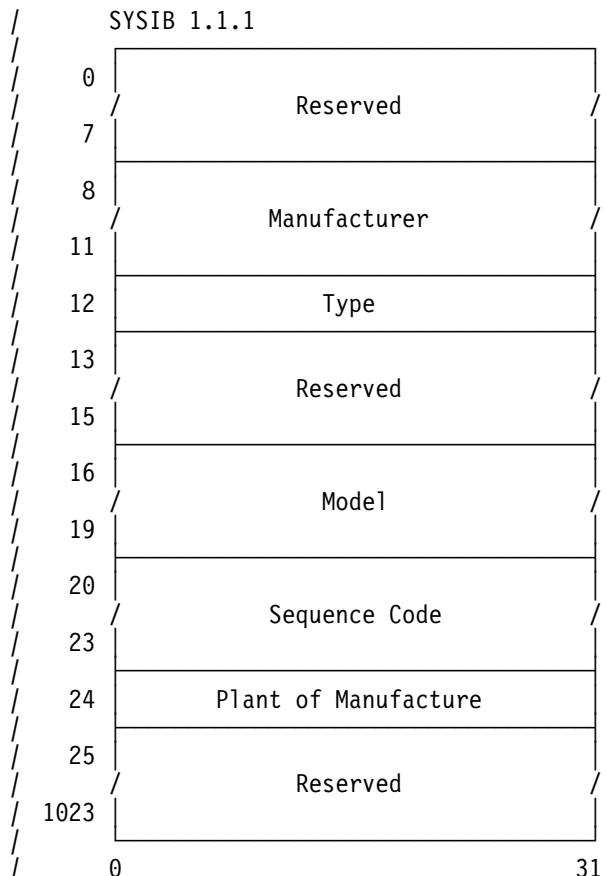 SYSIB 1.1.1
0
Reserved
7
8
Manufacturer
11
12 Type
13
Reserved
15
16
Model
19
20
Sequence Code
23
24 Plant of Manufacture
25
Reserved
1023
0 31